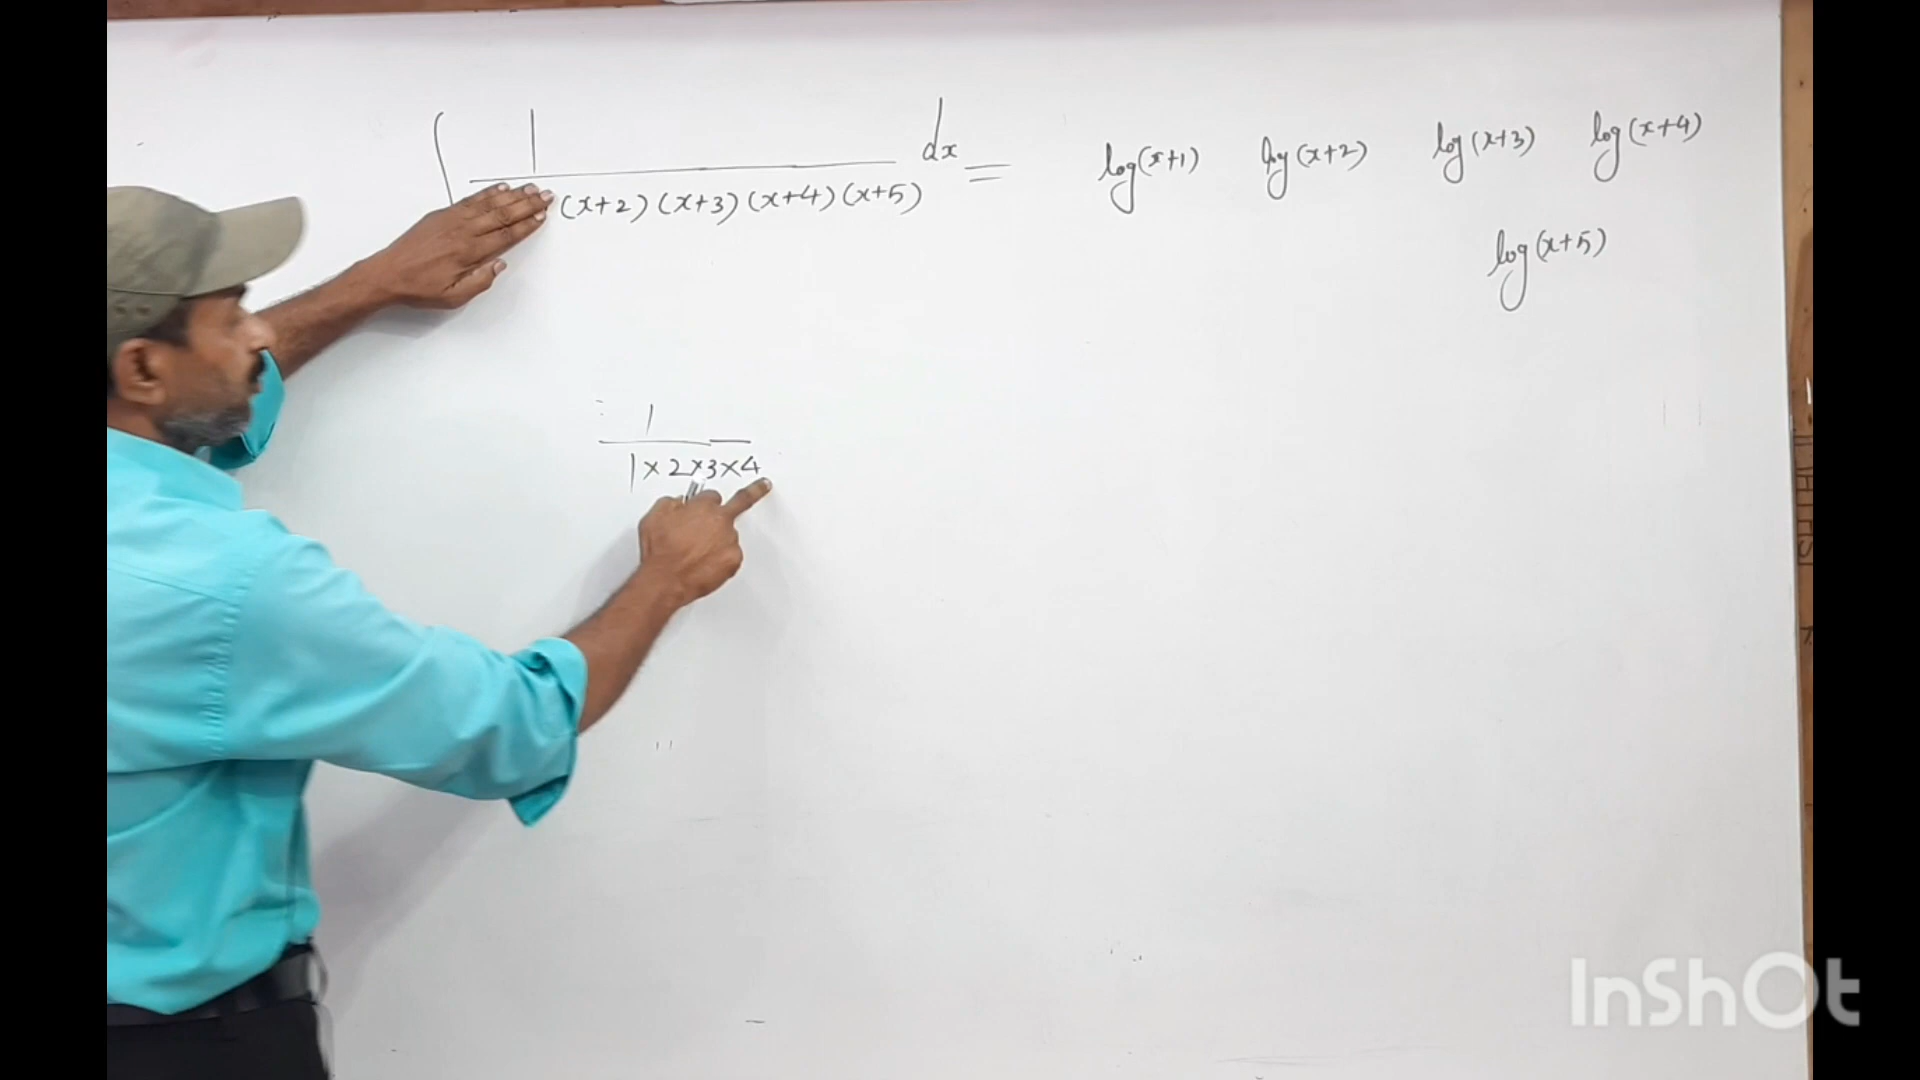 ∫ 1 dx = log(x+1) log(x+2) log(x+3) log(x+4)
(x+2)(x+3)(x+4)(x+5)
log(x+5)
1
1×2×3×4
InShOt